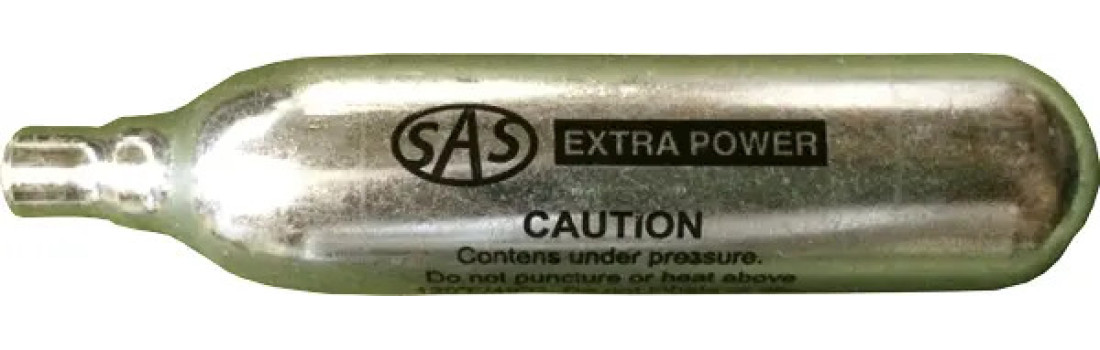 SAS EXTRA POWER
CAUTiON
Contens under pressure.
Do not puncture or heat above